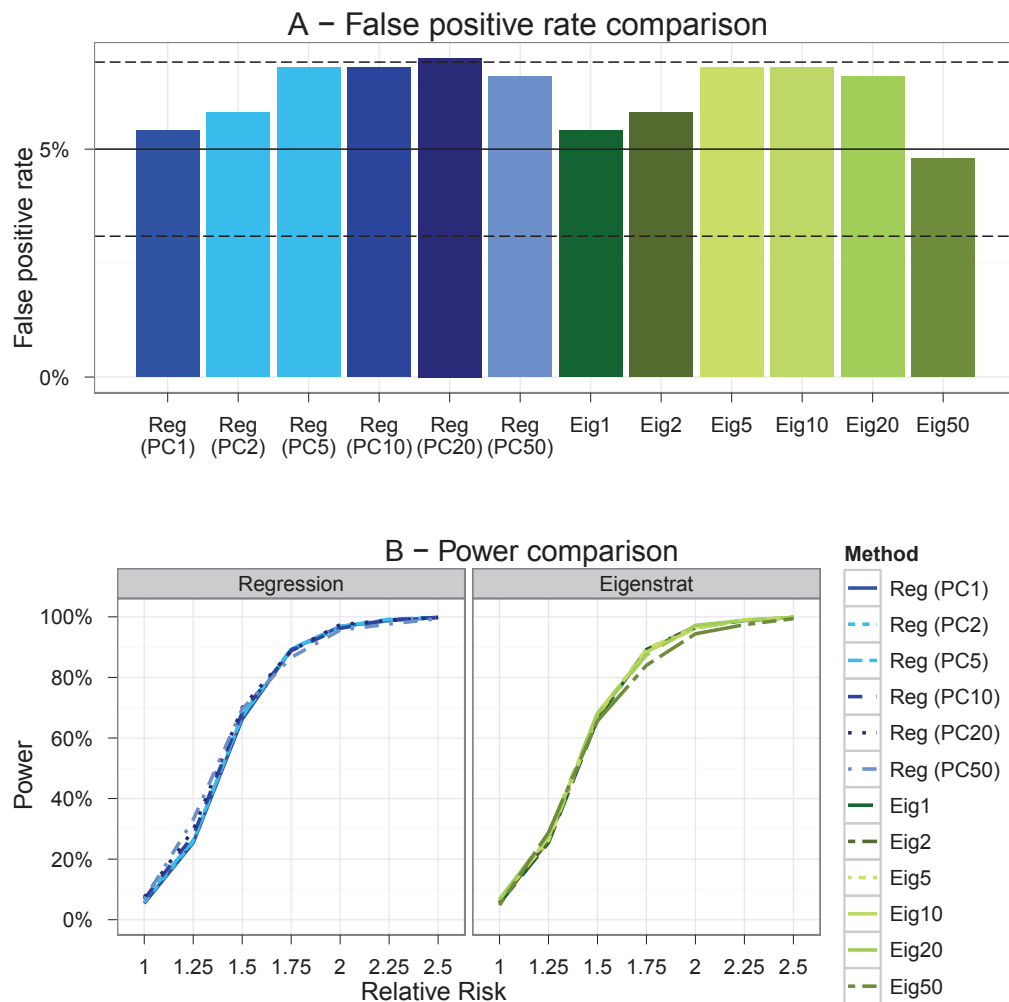 A – False positive rate comparison
False positive rate
5%
0%
Reg (PC1)
Reg (PC2)
Reg (PC5)
Reg (PC10)
Reg (PC20)
Reg (PC50)
Eig1
Eig2
Eig5
Eig10
Eig20
Eig50
B – Power comparison
Regression
Eigenstrat
Power
100%
80%
60%
40%
20%
0%
1 1.25 1.5 1.75 2 2.25 2.5
1 1.25 1.5 1.75 2 2.25 2.5
Relative Risk
Method
Reg (PC1)
Reg (PC2)
Reg (PC5)
Reg (PC10)
Reg (PC20)
Reg (PC50)
Eig1
Eig2
Eig5
Eig10
Eig20
Eig50